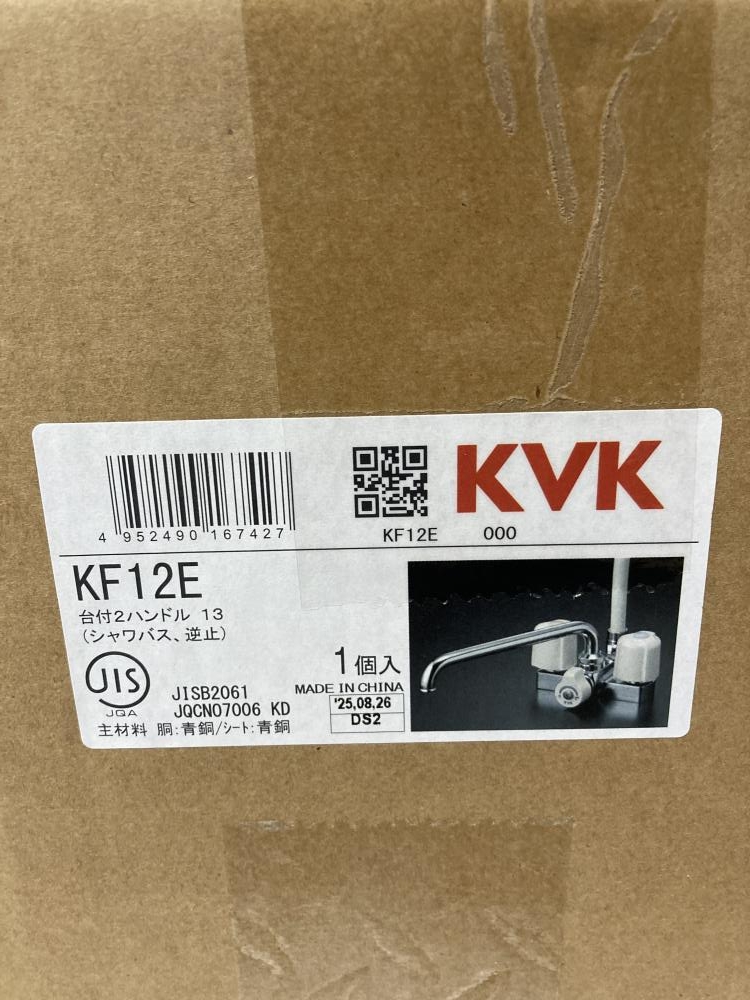 4 952490 167427
KVK
KF12E 000
KF12E
台付2ハンドル 13
(シャワバス、逆止)
JIS
JQA
JISB2061
JQCN07006 KD
主材料 胴:青銅/シート:青銅
1個入
MADE IN CHINA
'25,08,26
DS2